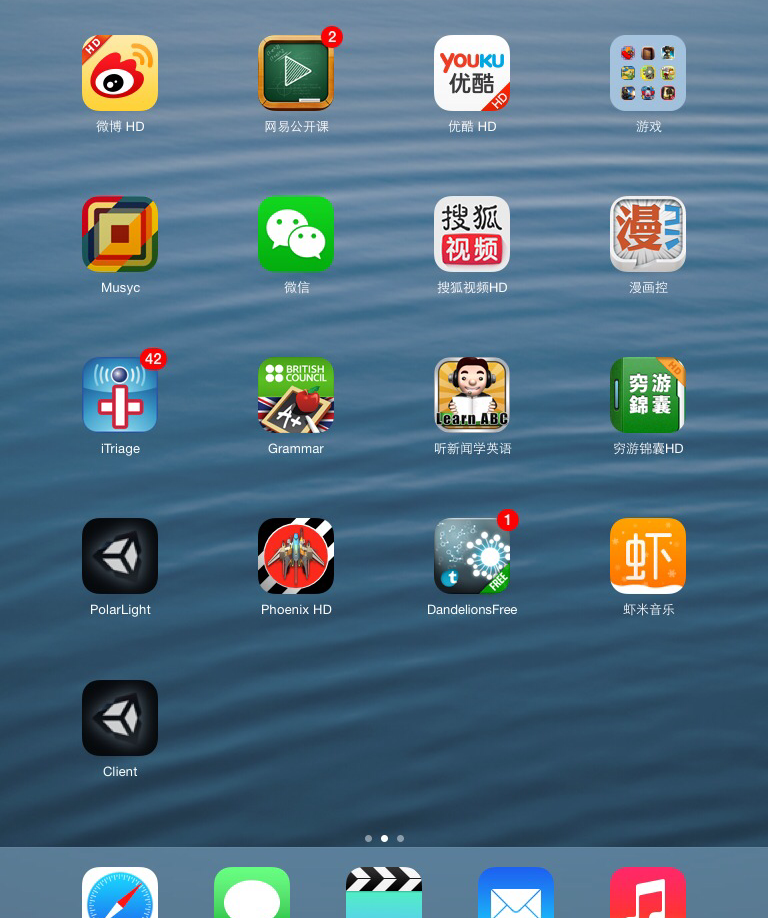 HD
2
YOUKU
优酷
HD
微博 HD
网易公开课
优酷 HD
游戏
搜狐
视频
漫
Musyc
微信
搜狐视频HD
漫画控
42
BRITISH
COUNCIL
A+
Learn ABC
HD
穷游
錦囊
iTriage
Grammar
听新闻学英语
穷游锦囊HD
1
t
FREE
虾
PolarLight
Phoenix HD
DandelionsFree
虾米音乐
Client